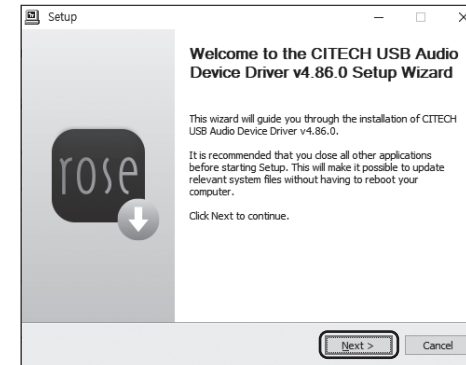 Setup
Welcome to the CITECH USB Audio
Device Driver v4.86.0 Setup Wizard
This wizard will guide you through the installation of CITECH
USB Audio Device Driver v4.86.0.
It is recommended that you close all other applications
before starting Setup. This will make it possible to update
relevant system files without having to reboot your
computer.
Click Next to continue.
rose
Next >
Cancel